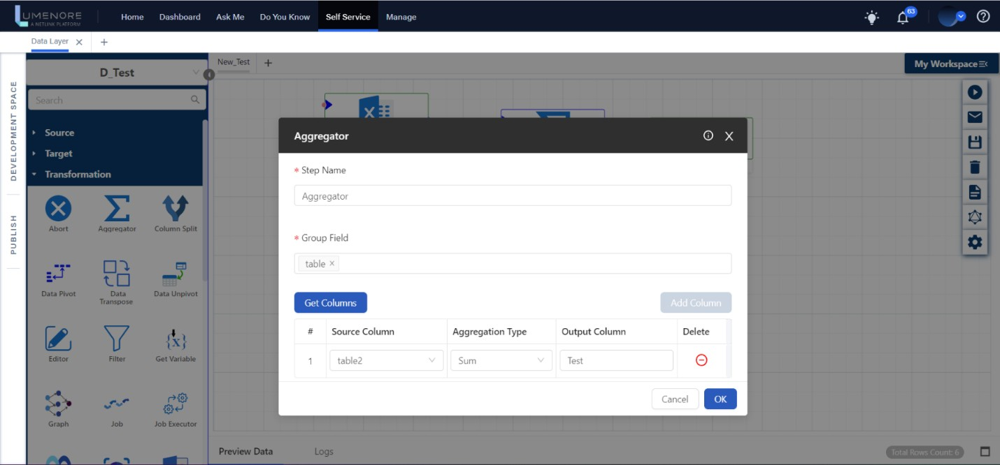 LUMENORE
A NETLINK PLATFORM
Home
Dashboard
Ask Me
Do You Know
Self Service
Manage
63
Data Layer
DEVELOPMENT SPACE
PUBLISH
D_Test
Search
Source
Target
Transformation
Abort
Aggregator
Column Split
Data Pivot
Data Transpose
Data Unpivot
Editor
Filter
Get Variable
{x}
Graph
Job
Job Executor
New_Test
My Workspace
Aggregator
* Step Name
Aggregator
* Group Field
table
Get Columns
Add Column
# Source Column Aggregation Type Output Column Delete
1 table2 Sum Test
Cancel
OK
Preview Data
Logs
Total Rows Count: 6